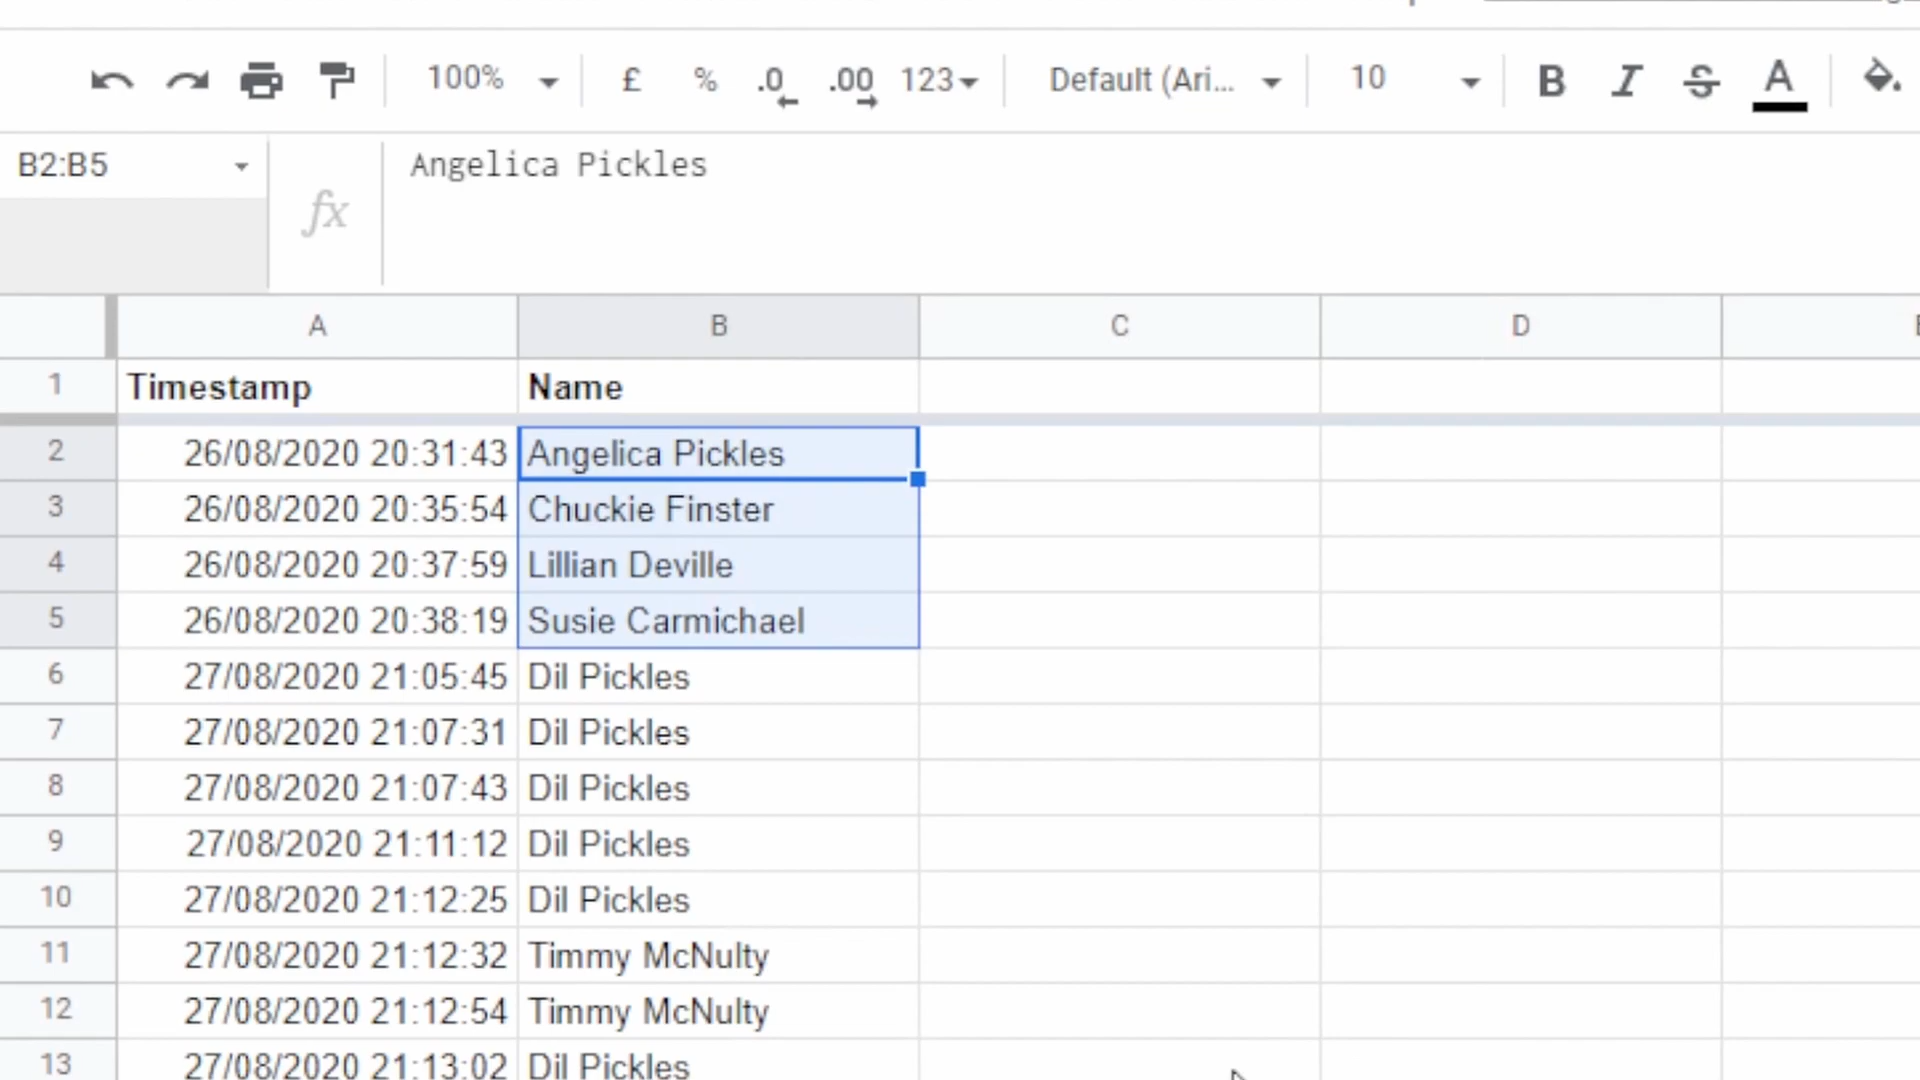 100% £ % .0 .00 123 Default (Ari... 10 B I S A
B2:B5 fx Angelica Pickles
A B C D
1 Timestamp Name
2 26/08/2020 20:31:43 Angelica Pickles
3 26/08/2020 20:35:54 Chuckie Finster
4 26/08/2020 20:37:59 Lillian Deville
5 26/08/2020 20:38:19 Susie Carmichael
6 27/08/2020 21:05:45 Dil Pickles
7 27/08/2020 21:07:31 Dil Pickles
8 27/08/2020 21:07:43 Dil Pickles
9 27/08/2020 21:11:12 Dil Pickles
10 27/08/2020 21:12:25 Dil Pickles
11 27/08/2020 21:12:32 Timmy McNulty
12 27/08/2020 21:12:54 Timmy McNulty
13 27/08/2020 21:13:02 Dil Pickles